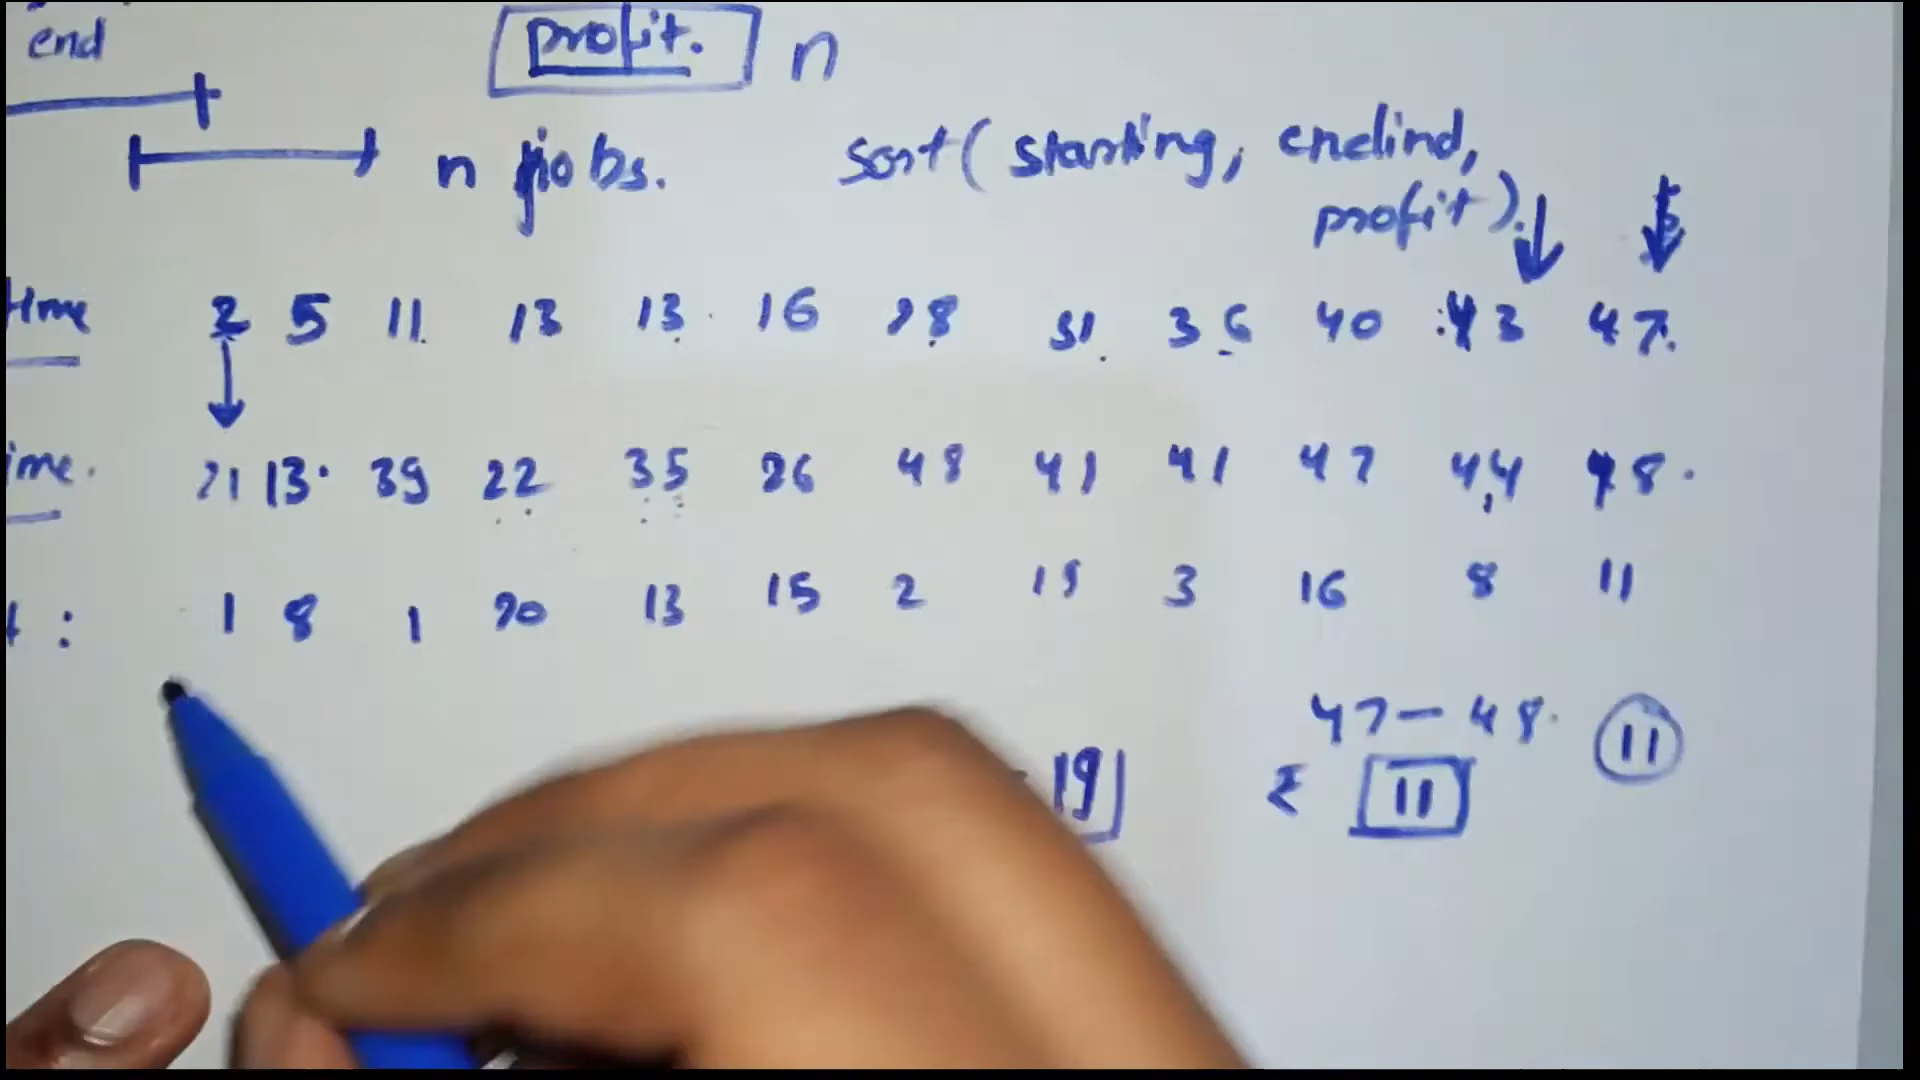 end
profit. n
n jobs. sort( starting, endind,
profit).
time 2 5 11 13 13 16 28 31 36 40 43 47
ime. 21 13 39 22 35 26 48 41 41 47 44 48
t : 1 8 1 20 13 15 2 19 3 16 8 11
47 - 48 11
19 11